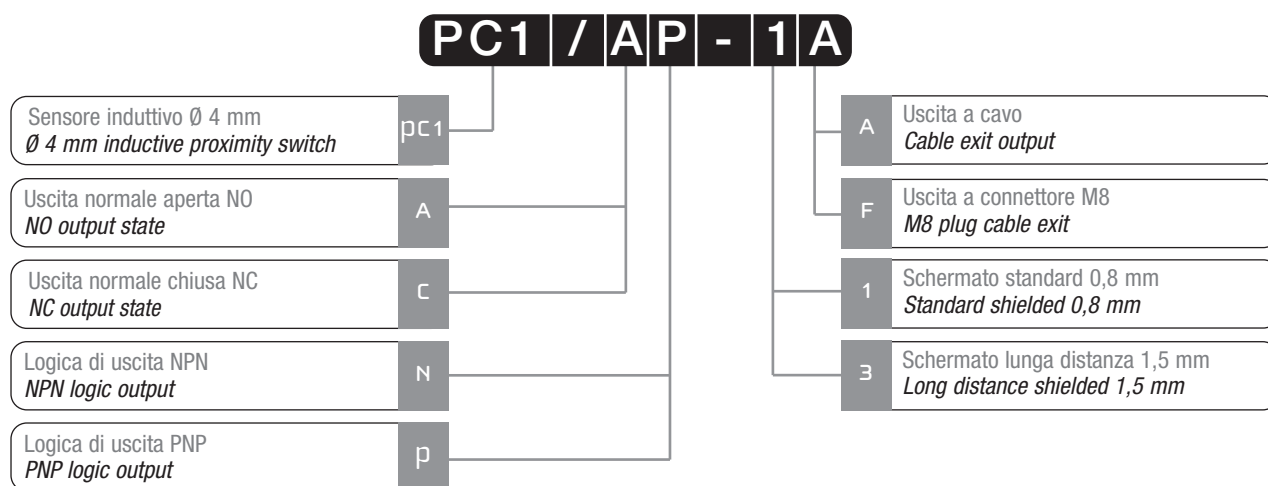 PC1 / A P - 1 A
Sensore induttivo Ø 4 mm
Ø 4 mm inductive proximity switch
pc1
Uscita normale aperta NO
NO output state
A
Uscita normale chiusa NC
NC output state
C
Logica di uscita NPN
NPN logic output
N
Logica di uscita PNP
PNP logic output
p
A
Uscita a cavo
Cable exit output
F
Uscita a connettore M8
M8 plug cable exit
1
Schermato standard 0,8 mm
Standard shielded 0,8 mm
3
Schermato lunga distanza 1,5 mm
Long distance shielded 1,5 mm